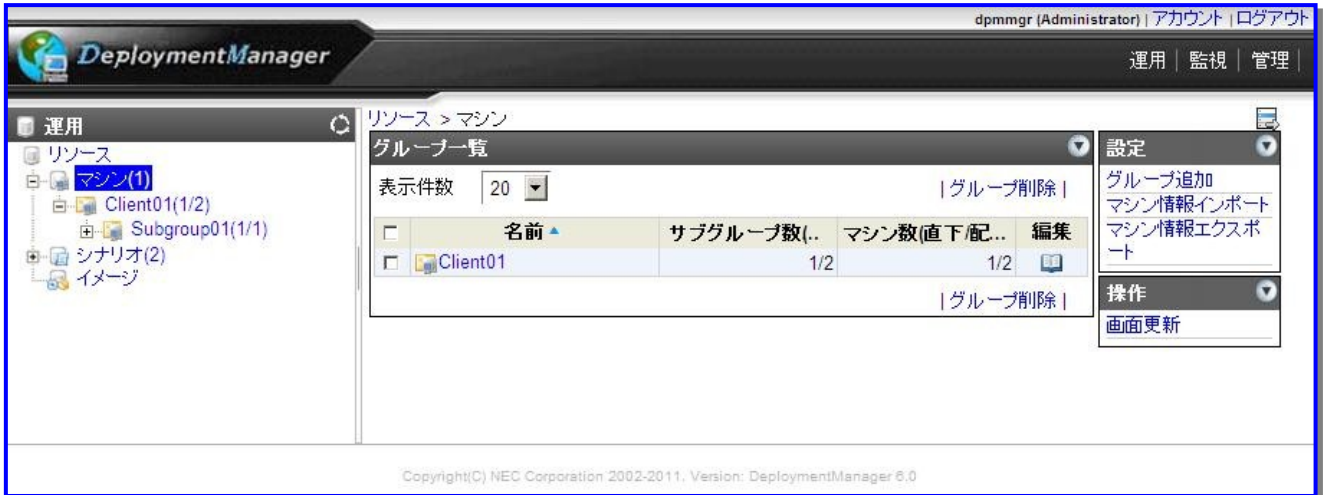 dpmmgr (Administrator) | アカウント | ログアウト
DeploymentManager
運用 | 監視 | 管理 |
運用
リソース
マシン(1)
Client01(1/2)
Subgroup01(1/1)
シナリオ(2)
イメージ
リソース > マシン
グループ一覧
表示件数 20
| グループ削除 |
名前 サブグループ数(.. マシン数(直下/配... 編集
Client01 1/2 1/2
| グループ削除 |
設定
グループ追加
マシン情報インポート
マシン情報エクスポ
ート
操作
画面更新
Copyright(C) NEC Corporation 2002-2011. Version: DeploymentManager 6.0